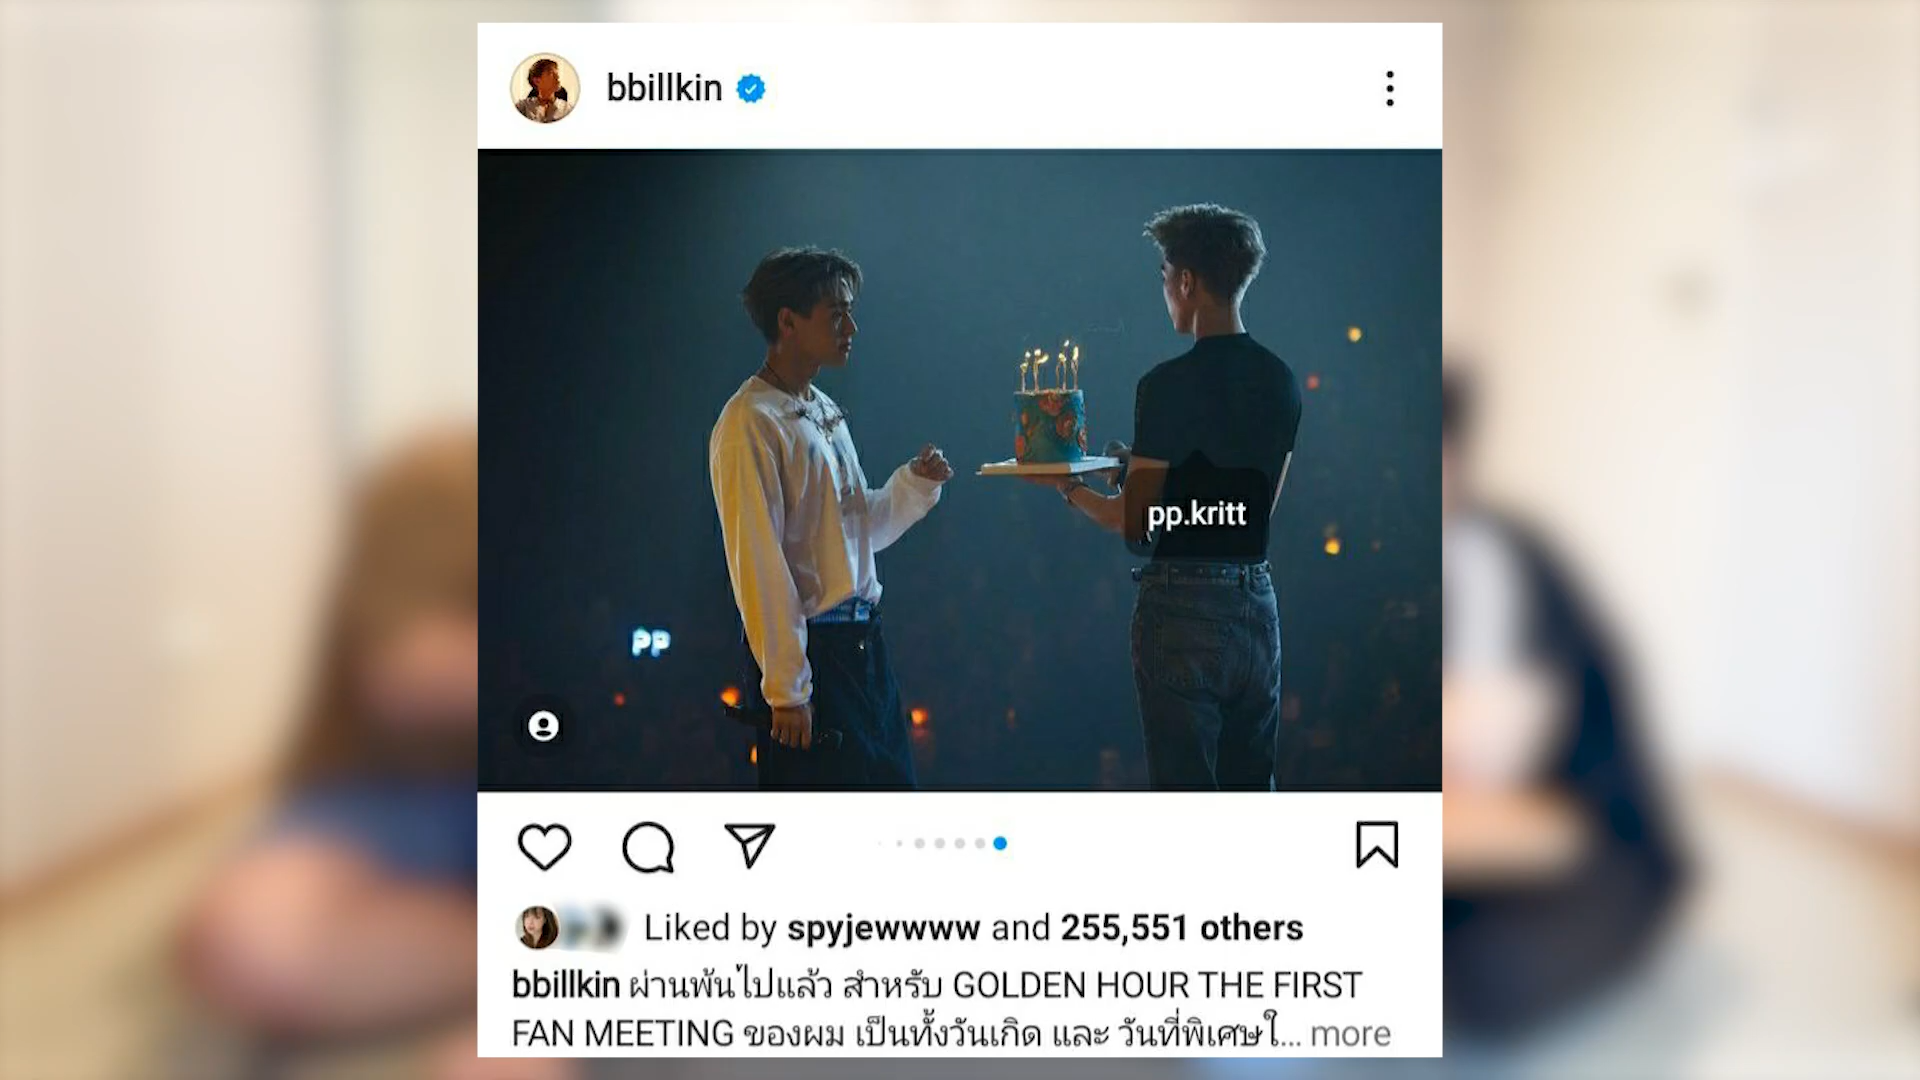 bbillkin
pp.kritt
PP
Liked by spyjewwww and 255,551 others
bbillkin ผ่านพ้นไปแล้ว สำหรับ GOLDEN HOUR THE FIRST
FAN MEETING ของผม เป็นทั้งวันเกิด และ วันที่พิเศษใ... more